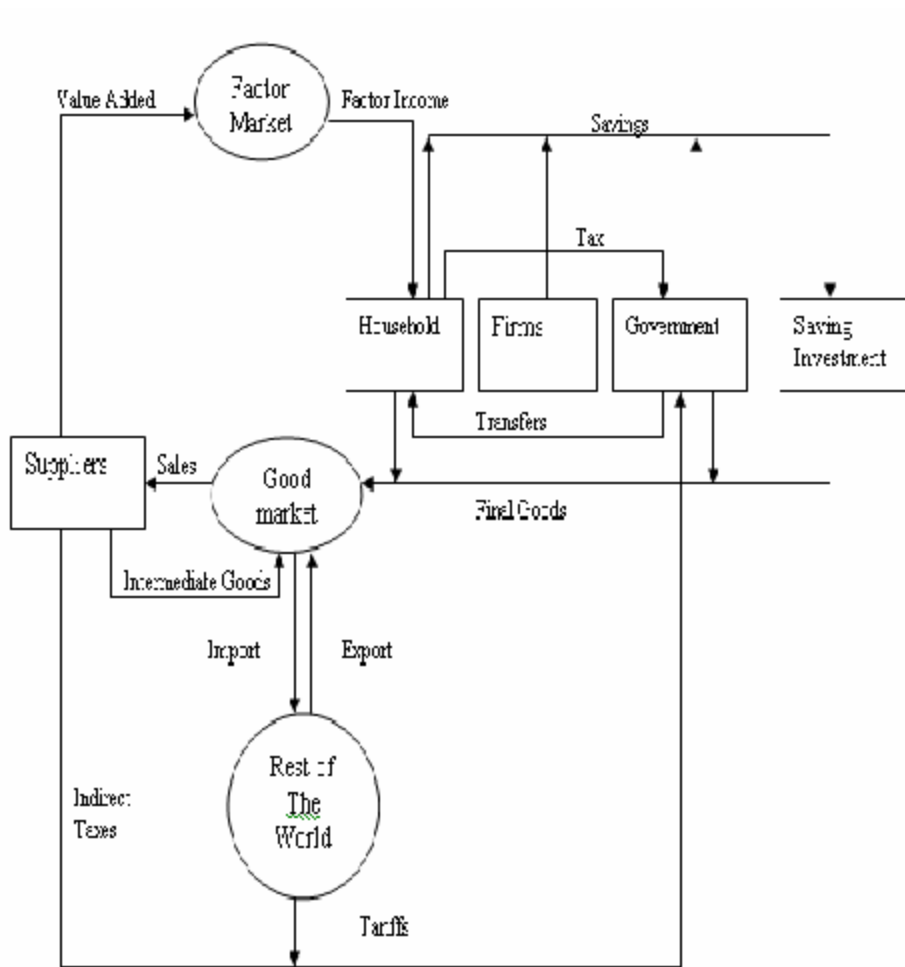 Factor
Market
Value Added
Factor Income
Savings
Tax
Household
Firms
Government
Saving
Investment
Transfers
Suppliers
Sales
Good
market
Final Goods
Intermediate Goods
Import
Export
Rest of
The
World
Indirect
Taxes
Tariffs